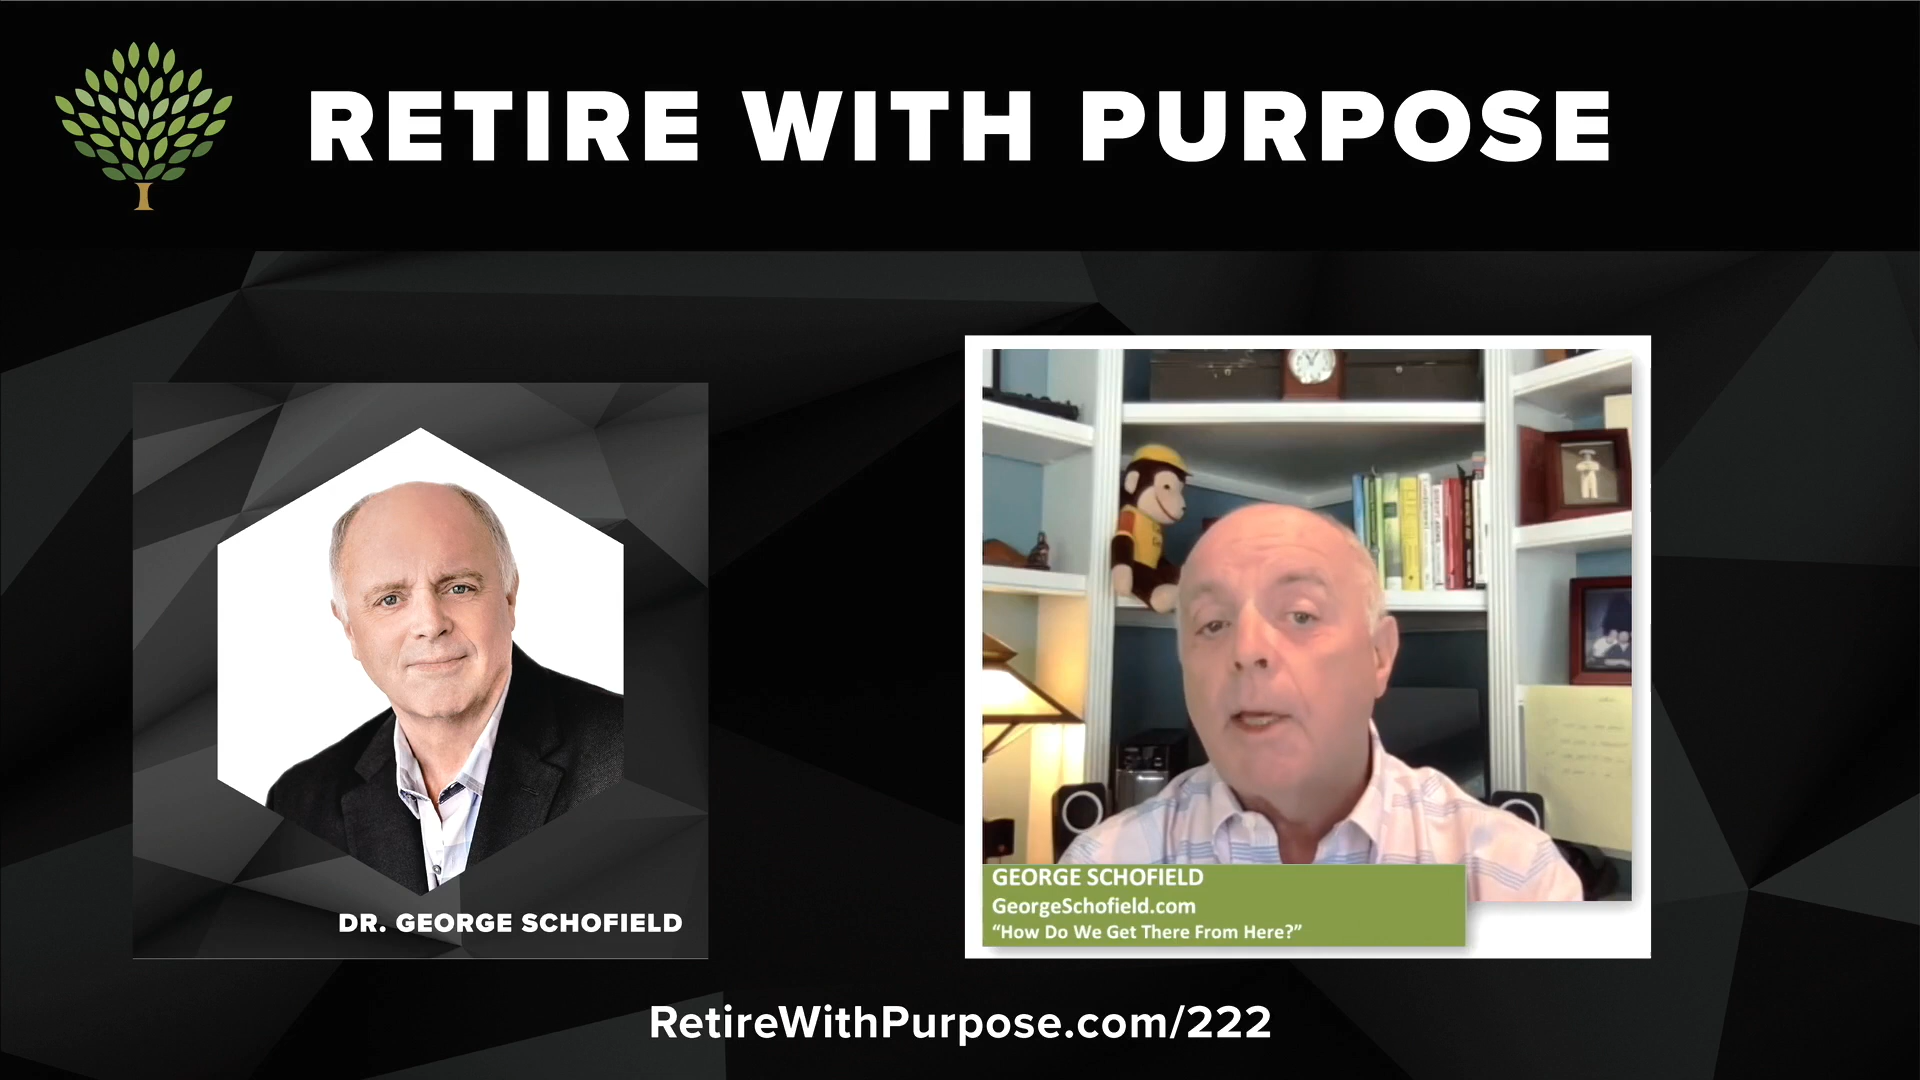 RETIRE WITH PURPOSE
DR. GEORGE SCHOFIELD
GEORGE SCHOFIELD
GeorgeSchofield.com
“How Do We Get There From Here?”
RetireWithPurpose.com/222